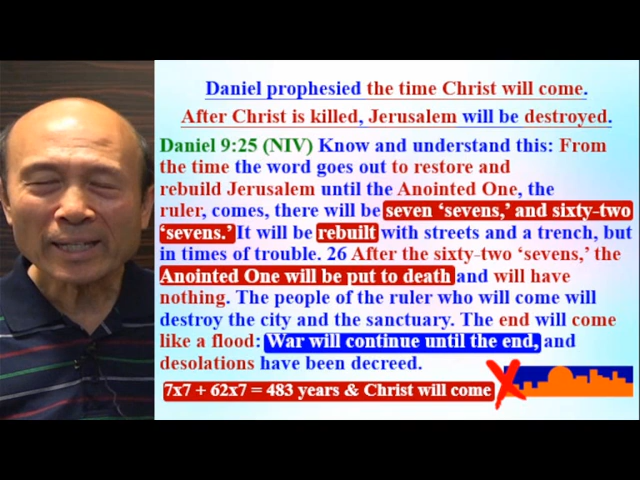 Daniel prophesied the time Christ will come.
After Christ is killed, Jerusalem will be destroyed.
Daniel 9:25 (NIV) Know and understand this: From
the time the word goes out to restore and
rebuild Jerusalem until the Anointed One, the
ruler, comes, there will be seven ‘sevens,’ and sixty-two
‘sevens.’ It will be rebuilt with streets and a trench, but
in times of trouble. 26 After the sixty-two ‘sevens,’ the
Anointed One will be put to death and will have
nothing. The people of the ruler who will come will
destroy the city and the sanctuary. The end will come
like a flood: War will continue until the end, and
desolations have been decreed.
7x7 + 62x7 = 483 years & Christ will come